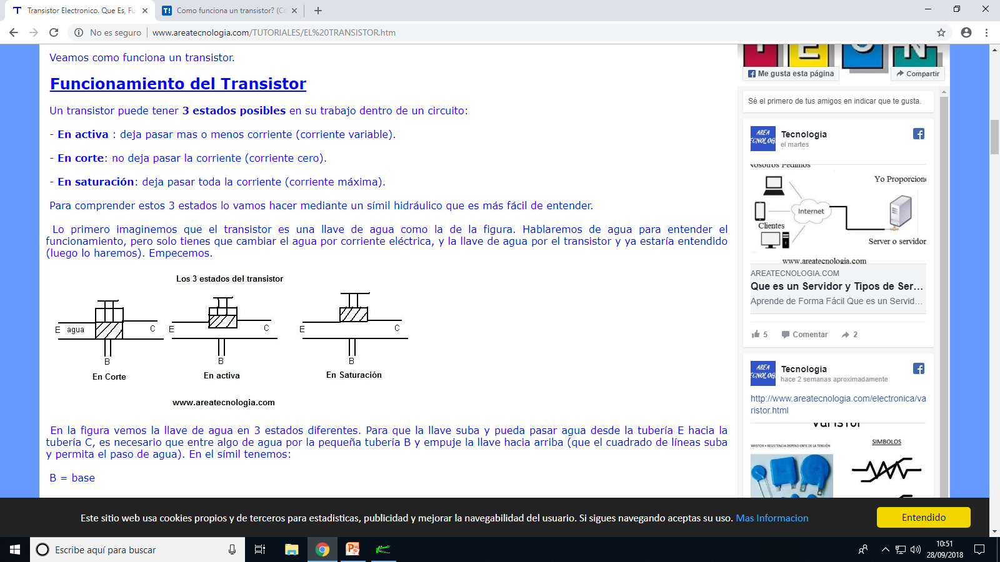 Transistor Electronico. Que Es, Fu
Como funciona un transistor? (Co
No es seguro
www.areatecnologia.com/TUTORIALES/EL%20TRANSISTOR.htm
Veamos como funciona un transistor.
Funcionamiento del Transistor
Un transistor puede tener 3 estados posibles en su trabajo dentro de un circuito:
- En activa : deja pasar mas o menos corriente (corriente variable).
- En corte: no deja pasar la corriente (corriente cero).
- En saturación: deja pasar toda la corriente (corriente máxima).
Para comprender estos 3 estados lo vamos hacer mediante un símil hidráulico que es más fácil de entender.
Lo primero imaginemos que el transistor es una llave de agua como la de la figura. Hablaremos de agua para entender el
funcionamiento, pero solo tienes que cambiar el agua por corriente eléctrica, y la llave de agua por el transistor y ya estaría entendido
(luego lo haremos). Empecemos.
Los 3 estados del transistor
E agua C
B
En Corte
E C
B
En activa
E C
B
En Saturación
www.areatecnologia.com
En la figura vemos la llave de agua en 3 estados diferentes. Para que la llave suba y pueda pasar agua desde la tubería E hacia la
tubería C, es necesario que entre algo de agua por la pequeña tubería B y empuje la llave hacia arriba (que el cuadrado de líneas suba
y permita el paso de agua). En el símil tenemos:
B = base
Me gusta esta página
Compartir
Sé el primero de tus amigos en indicar que te gusta.
AREA
Tecnologia
el martes
Nosotros Pedimos
Yo Proporcion
Internet
Clientes
Server o servidor
www.areatecnologia.com
AREATECNOLOGIA.COM
Que es un Servidor y Tipos de Ser...
Aprende de Forma Fácil Que es un Servid...
5 Comentar 2
AREA
Tecnologia
hace 2 semanas aproximadamente
http://www.areatecnologia.com/electronica/va
ristor.html
Varistor
VARISTOR = RESISTENCIA DEPENDIENTE DE LA TENSIÓN
SIMBOLOS
Este sitio web usa cookies propios y de terceros para estadisticas, publicidad y mejorar la navegabilidad del usuario. Si sigues navegando aceptas su uso. Mas Informacion
Entendido
Escribe aquí para buscar
10:51
28/09/2018